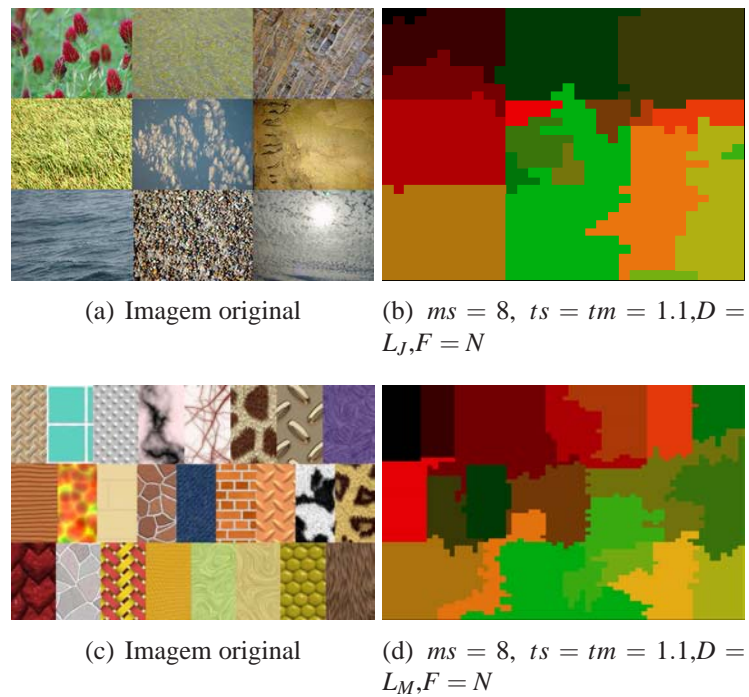 (a) Imagem original
(b) ms = 8, ts = tm = 1.1,D =
L_J,F = N
(c) Imagem original
(d) ms = 8, ts = tm = 1.1,D =
L_M,F = N